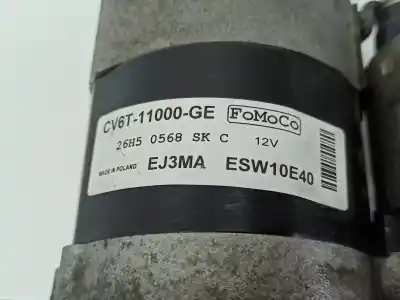 CV6T-11000-GE FoMoCo
26H5 0568 SK C 12V
MADE IN POLAND EJ3MA ESW10E40